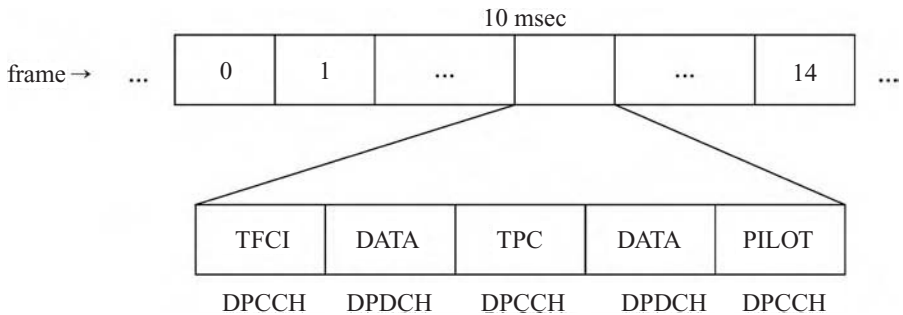 10 msec
frame → ... 0 1 ... ... 14 ...
TFCI DATA TPC DATA PILOT
DPCCH DPDCH DPCCH DPDCH DPCCH